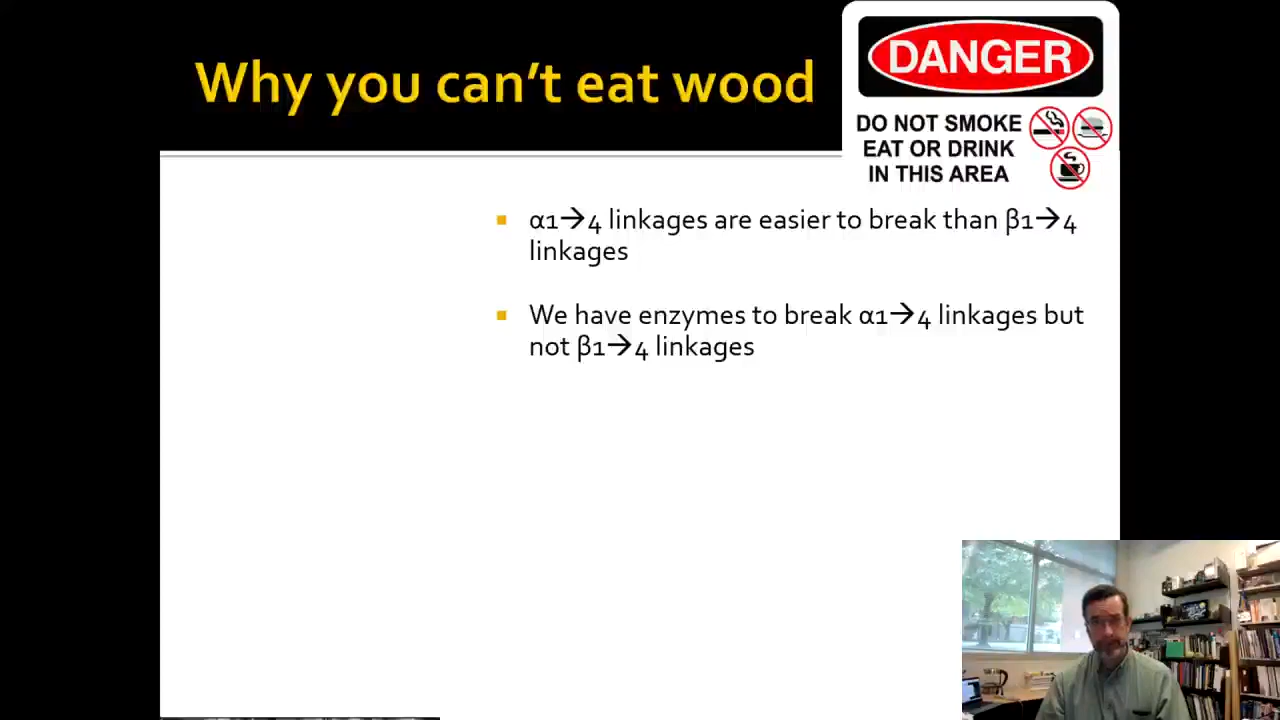 Why you can't eat wood
DANGER
DO NOT SMOKE
EAT OR DRINK
IN THIS AREA
α1→4 linkages are easier to break than β1→4
linkages
We have enzymes to break α1→4 linkages but
not β1→4 linkages